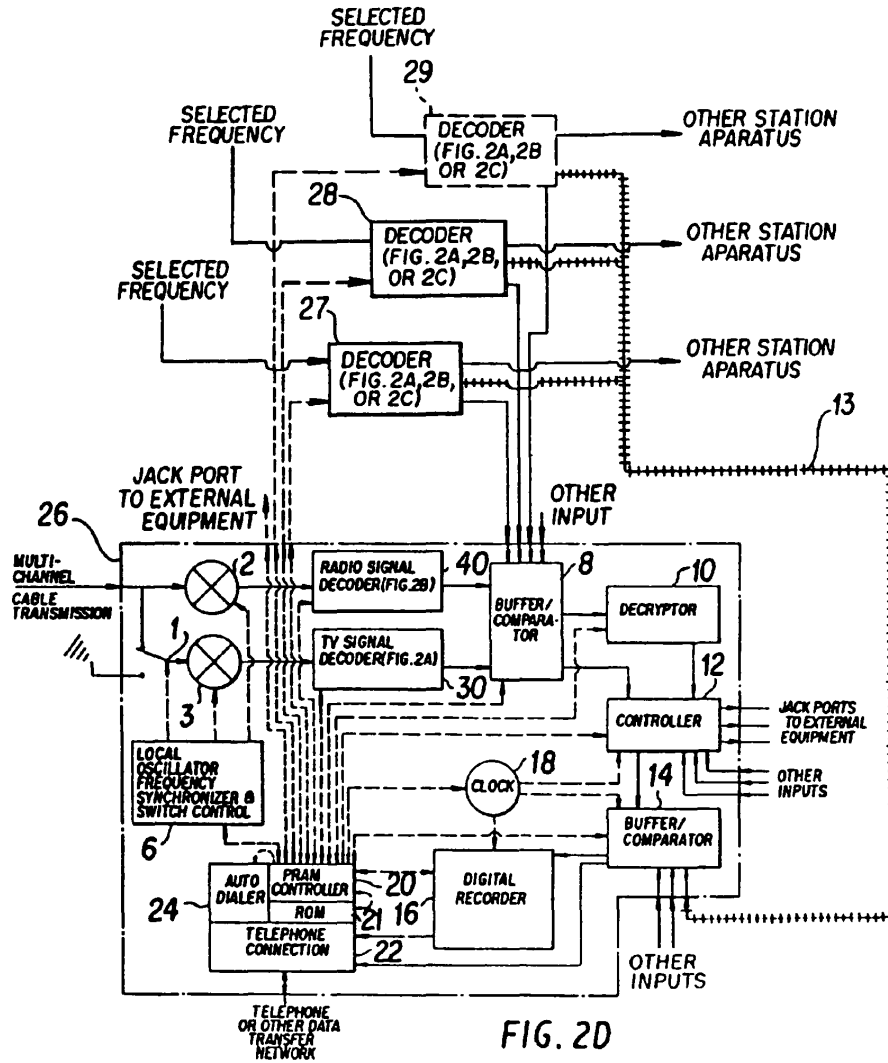 SELECTED
FREQUENCY
29
DECODER
(FIG. 2A, 2B
OR 2C)
OTHER STATION
APPARATUS
SELECTED
FREQUENCY
28
DECODER
(FIG. 2A, 2B,
OR 2C)
OTHER STATION
APPARATUS
SELECTED
FREQUENCY
27
DECODER
(FIG. 2A, 2B,
OR 2C)
OTHER STATION
APPARATUS
13
JACK PORT
TO EXTERNAL
EQUIPMENT
OTHER
INPUT
26
MULTI-
CHANNEL
CABLE
TRANSMISSION
2
RADIO SIGNAL
DECODER (FIG. 2B)
40
8
BUFFER/
COMPARA-
TOR
10
DECRYPTOR
1
3
TV SIGNAL
DECODER (FIG. 2A)
30
12
CONTROLLER
JACK PORTS
TO EXTERNAL
EQUIPMENT
OTHER
INPUTS
LOCAL
OSCILLATOR
FREQUENCY
SYNCHRONIZER &
SWITCH CONTROL
6
CLOCK
18
14
BUFFER/
COMPARATOR
24
AUTO
DIALER
PRAM
CONTROLLER
20
ROM
21
16
DIGITAL
RECORDER
TELEPHONE
CONNECTION
22
OTHER
INPUTS
TELEPHONE
OR OTHER DATA
TRANSFER
NETWORK
FIG. 2D